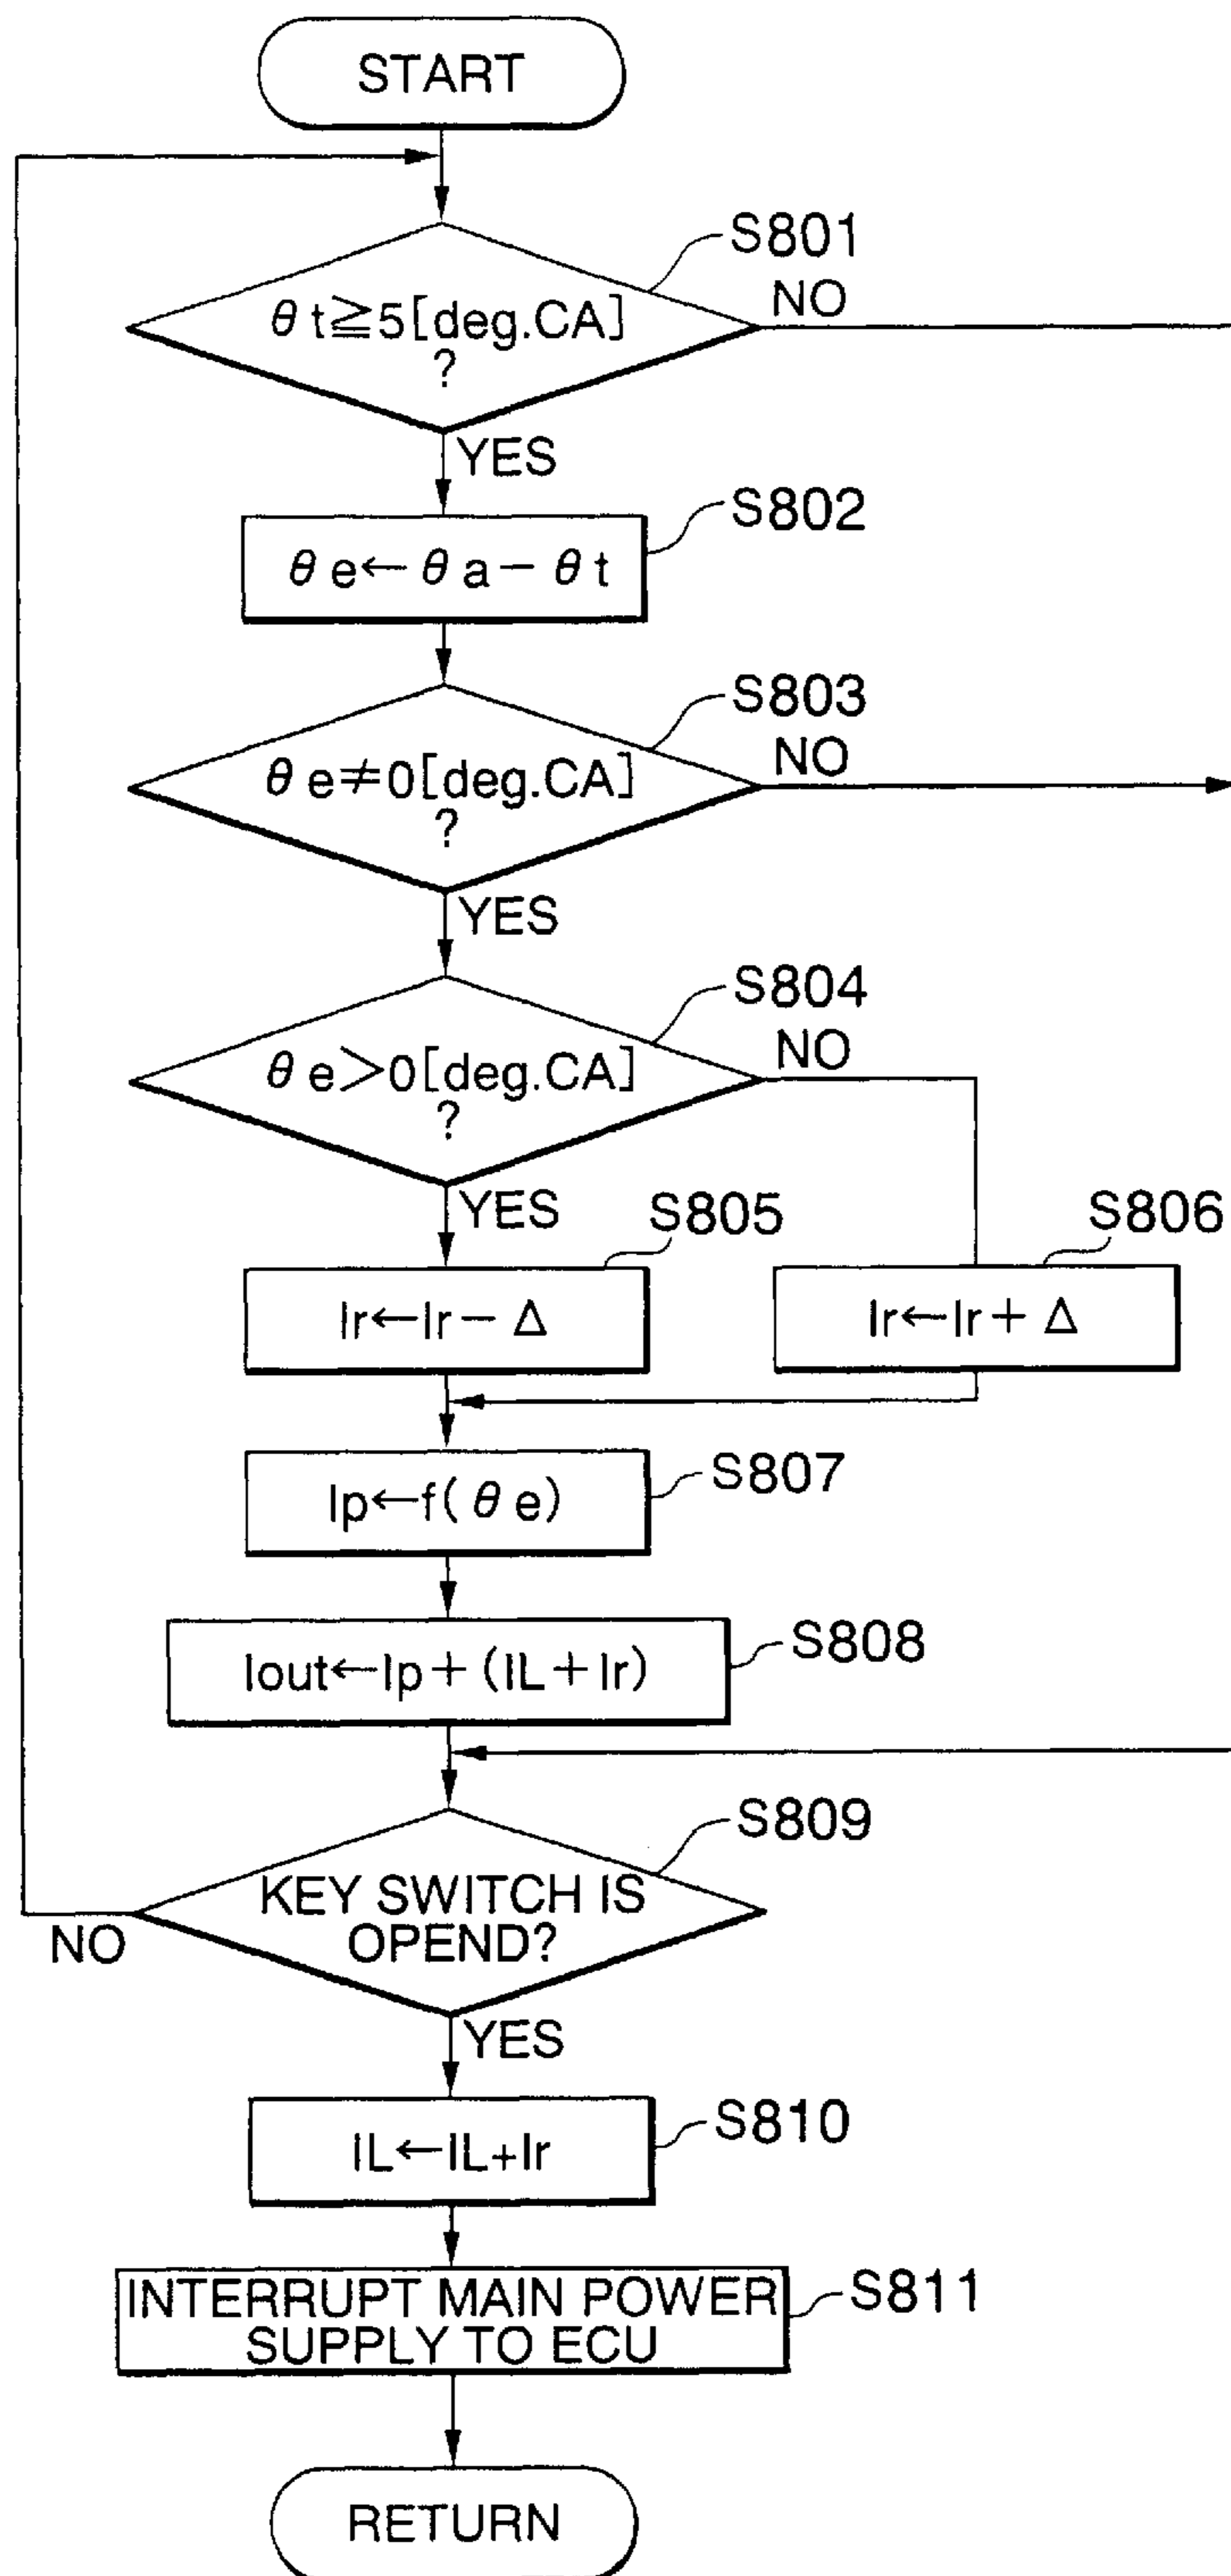 START
S801
θt≧5[deg.CA]
?
NO
YES
S802
θe←θa−θt
S803
θe≠0[deg.CA]
?
NO
YES
S804
θe>0[deg.CA]
?
NO
YES
S805
Ir←Ir−Δ
S806
Ir←Ir+Δ
S807
Ip←f(θe)
S808
Iout←Ip+(IL+Ir)
S809
KEY SWITCH IS
OPEND?
NO
YES
S810
IL←IL+Ir
S811
INTERRUPT MAIN POWER
SUPPLY TO ECU
RETURN